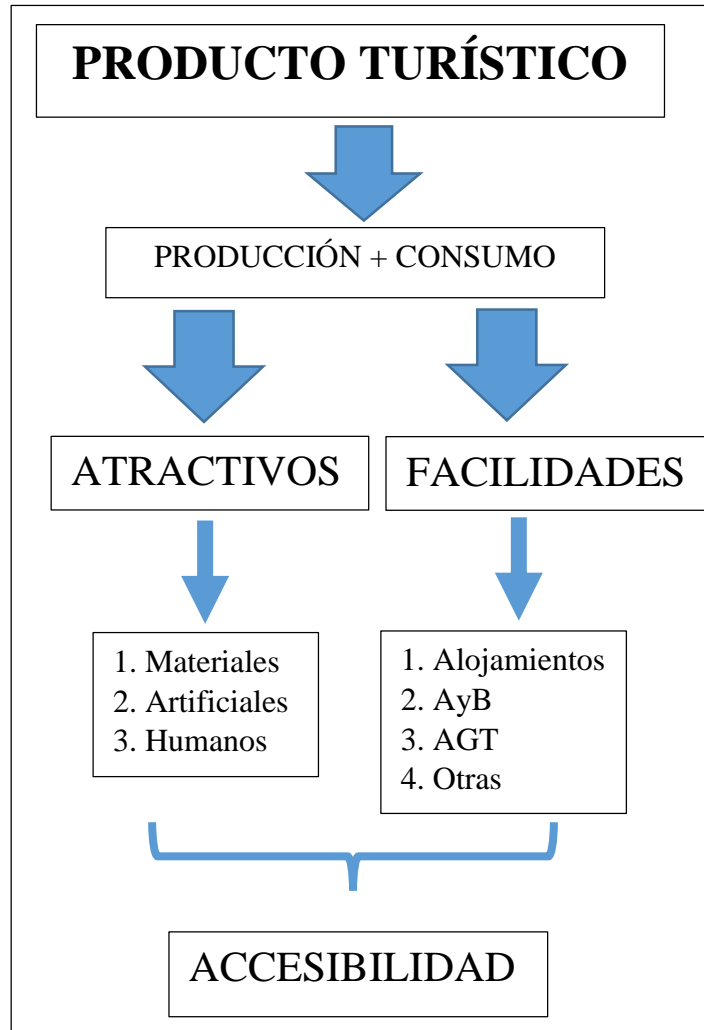 PRODUCTO TURÍSTICO
PRODUCCIÓN + CONSUMO
ATRACTIVOS
FACILIDADES
1. Materiales
2. Artificiales
3. Humanos
1. Alojamientos
2. AyB
3. AGT
4. Otras
ACCESIBILIDAD